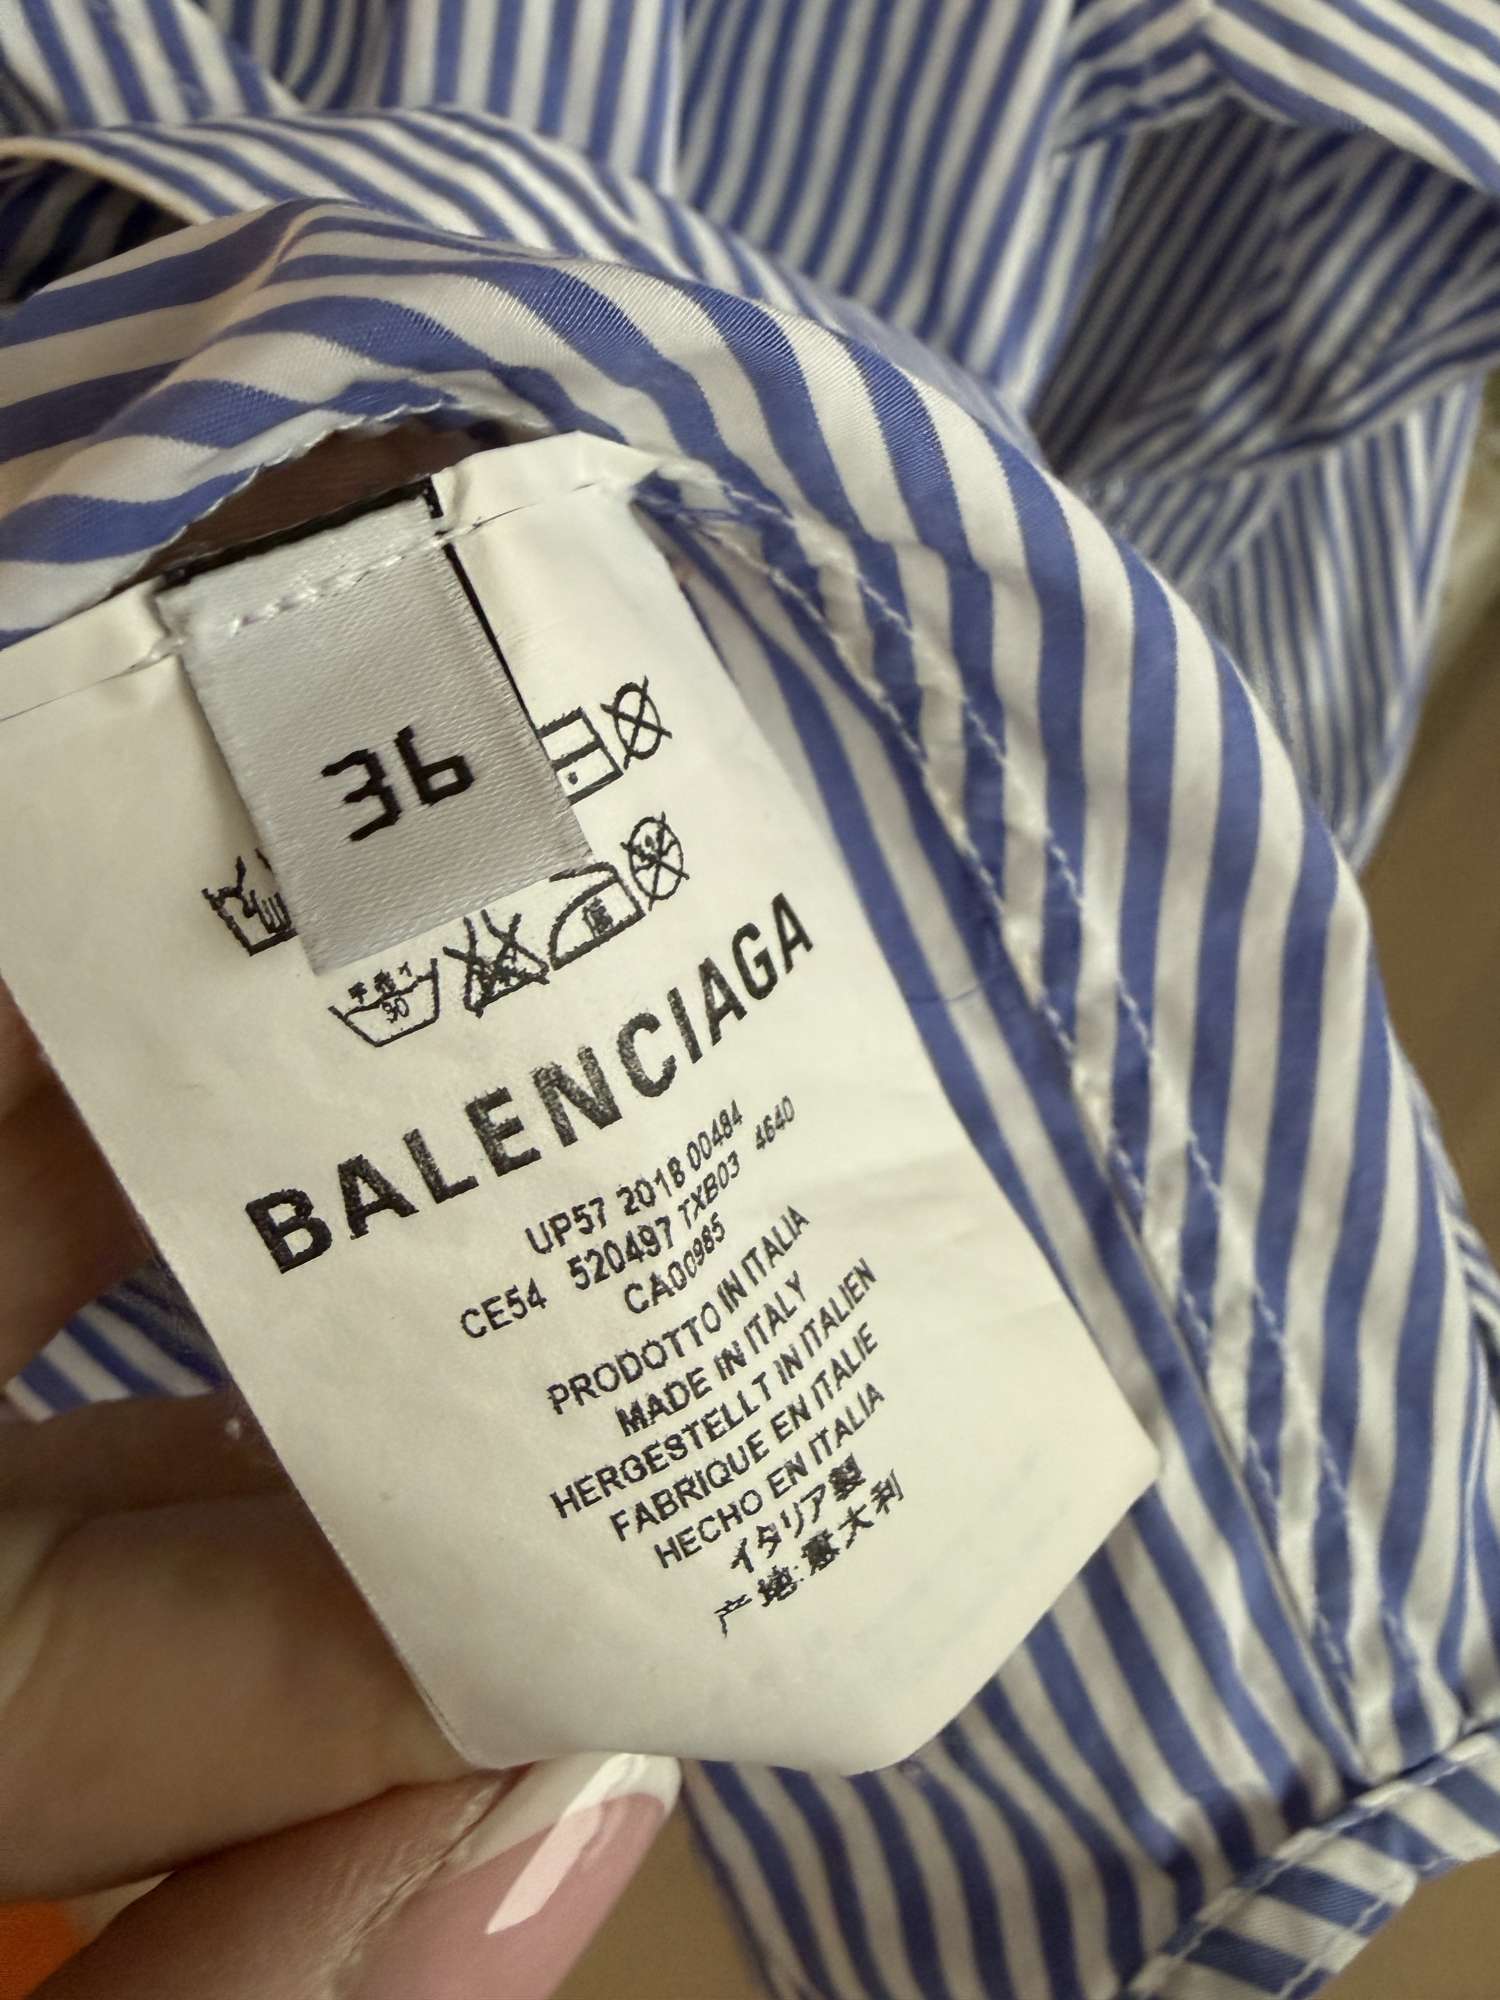 36
30
BALENCIAGA
UP57 2018 00484
CE54 520497 TXB03 4640
CA00985
PRODOTTO IN ITALIA
MADE IN ITALY
HERGESTELLT IN ITALIEN
FABRIQUE EN ITALIE
HECHO EN ITALIA
イタリア製
产地:意大利